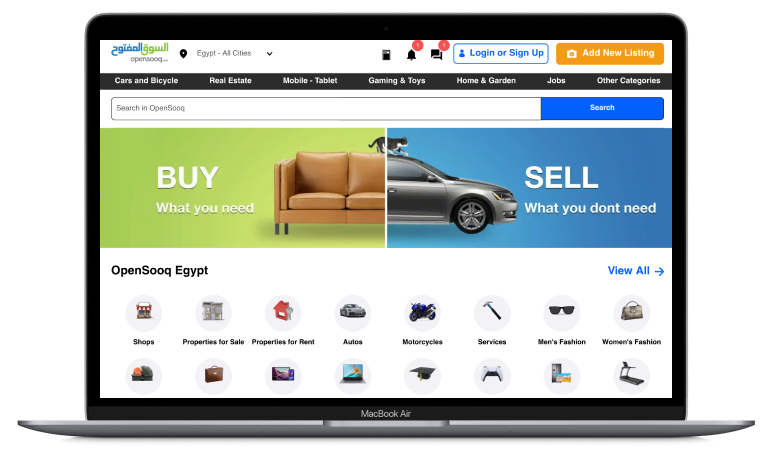 السوق المفتوح
opensooq.com
Egypt - All Cities
1
1
Login or Sign Up
Add New Listing
Cars and Bicycle
Real Estate
Mobile - Tablet
Gaming & Toys
Home & Garden
Jobs
Other Categories
Search in OpenSooq
Search
BUY
What you need
SELL
What you dont need
OpenSooq Egypt
View All →
Shops
Properties for Sale
Properties for Rent
Autos
Motorcycles
Services
Men's Fashion
Women's Fashion
MacBook Air